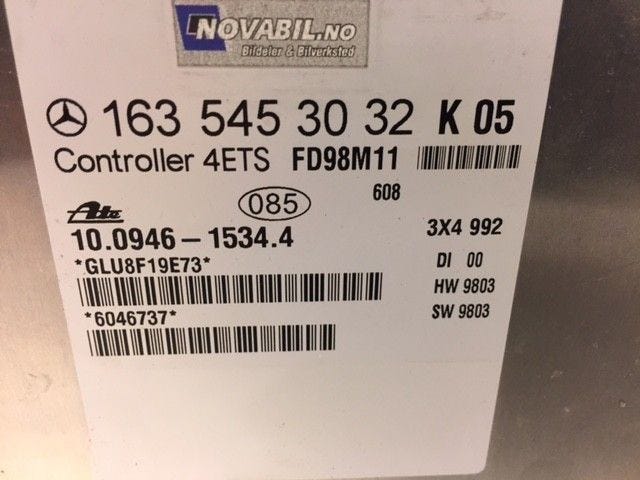 NOVABIL.NO
Bildeler & Bilverksted
163 545 30 32 K 05
Controller 4ETS FD98M11
608
Ate 085
10.0946-1534.4 3X4 992
*GLU8F19E73* DI 00
HW 9803
*6046737* SW 9803